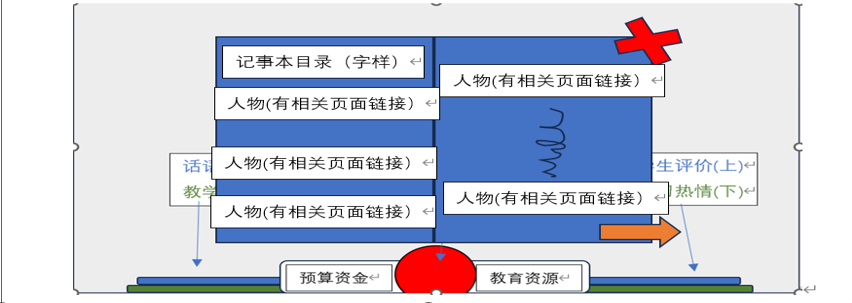 记事本目录（字样）
人物(有相关页面链接）
人物(有相关页面链接）
人物(有相关页面链接）
人物(有相关页面链接）
人物(有相关页面链接）
教学
生评价(上)
热情(下)
预算资金
教育资源